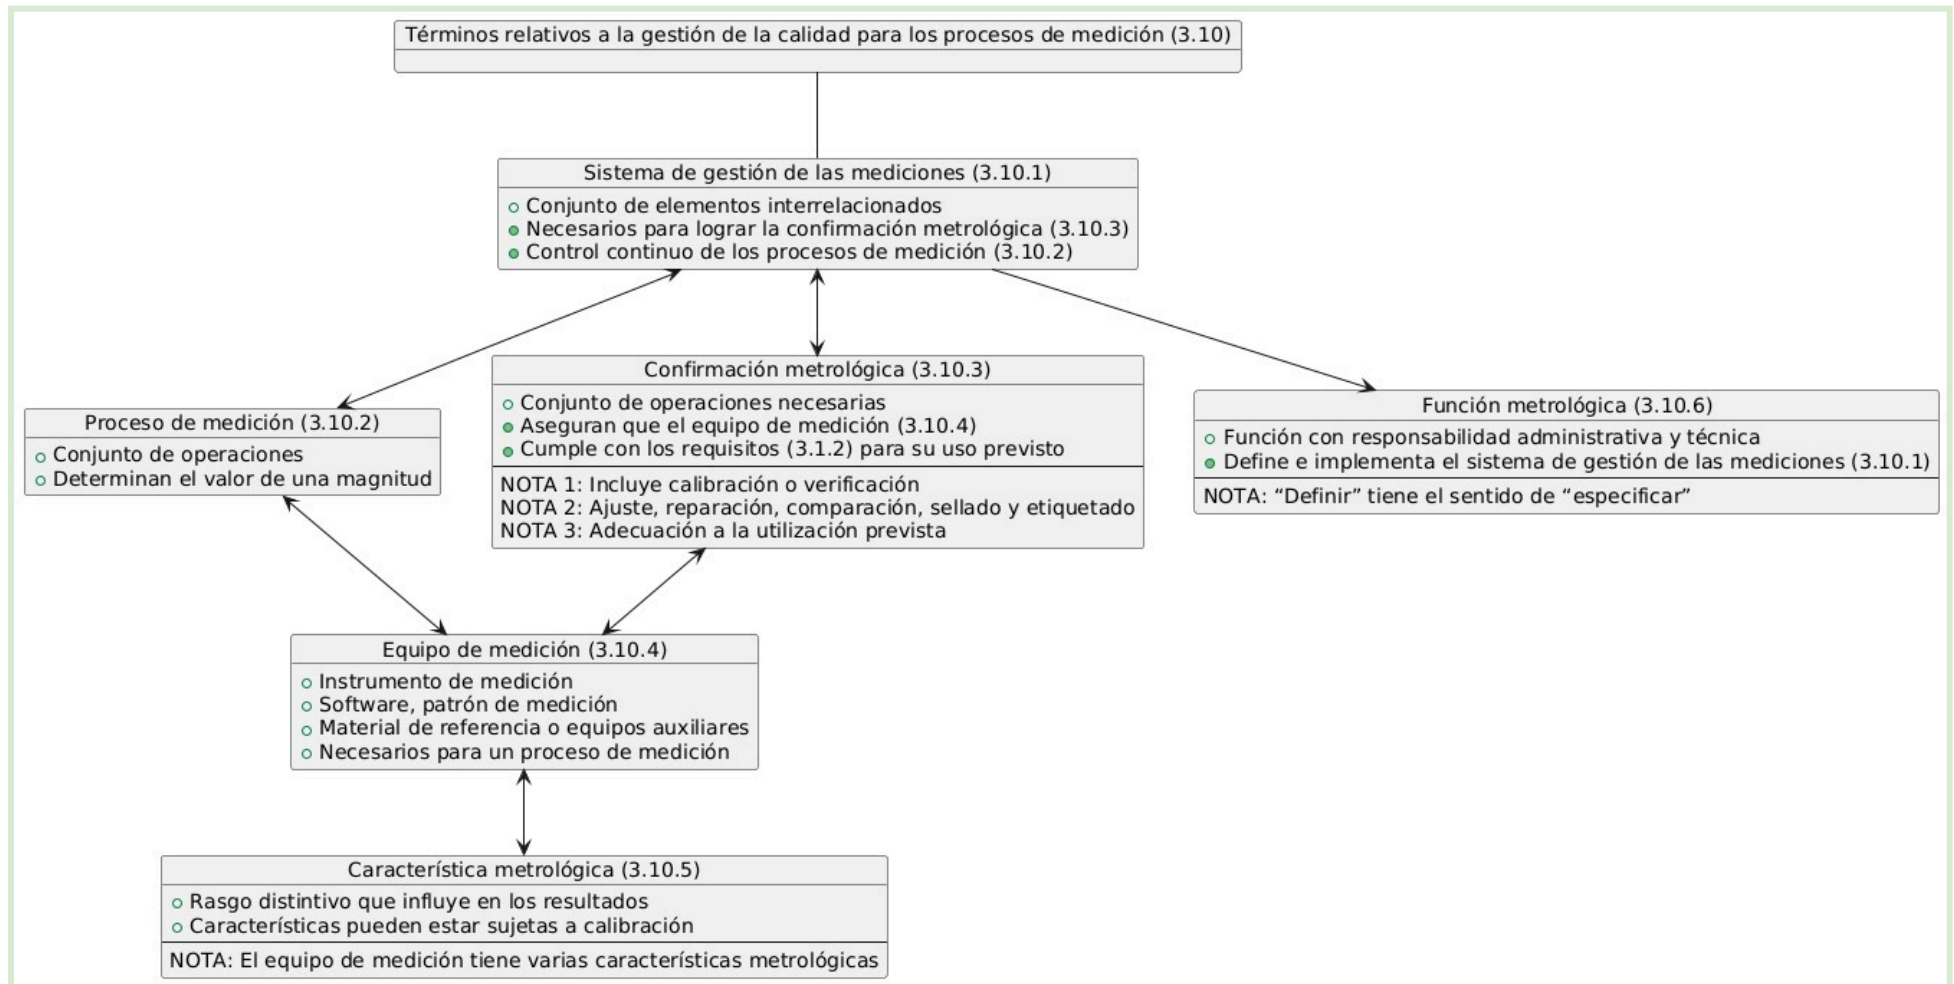 Términos relativos a la gestión de la calidad para los procesos de medición (3.10)
Sistema de gestión de las mediciones (3.10.1)
Conjunto de elementos interrelacionados
Necesarios para lograr la confirmación metrológica (3.10.3)
Control continuo de los procesos de medición (3.10.2)
Proceso de medición (3.10.2)
Conjunto de operaciones
Determinan el valor de una magnitud
Confirmación metrológica (3.10.3)
Conjunto de operaciones necesarias
Aseguran que el equipo de medición (3.10.4)
Cumple con los requisitos (3.1.2) para su uso previsto
NOTA 1: Incluye calibración o verificación
NOTA 2: Ajuste, reparación, comparación, sellado y etiquetado
NOTA 3: Adecuación a la utilización prevista
Función metrológica (3.10.6)
Función con responsabilidad administrativa y técnica
Define e implementa el sistema de gestión de las mediciones (3.10.1)
NOTA: “Definir” tiene el sentido de “especificar”
Equipo de medición (3.10.4)
Instrumento de medición
Software, patrón de medición
Material de referencia o equipos auxiliares
Necesarios para un proceso de medición
Característica metrológica (3.10.5)
Rasgo distintivo que influye en los resultados
Características pueden estar sujetas a calibración
NOTA: El equipo de medición tiene varias características metrológicas